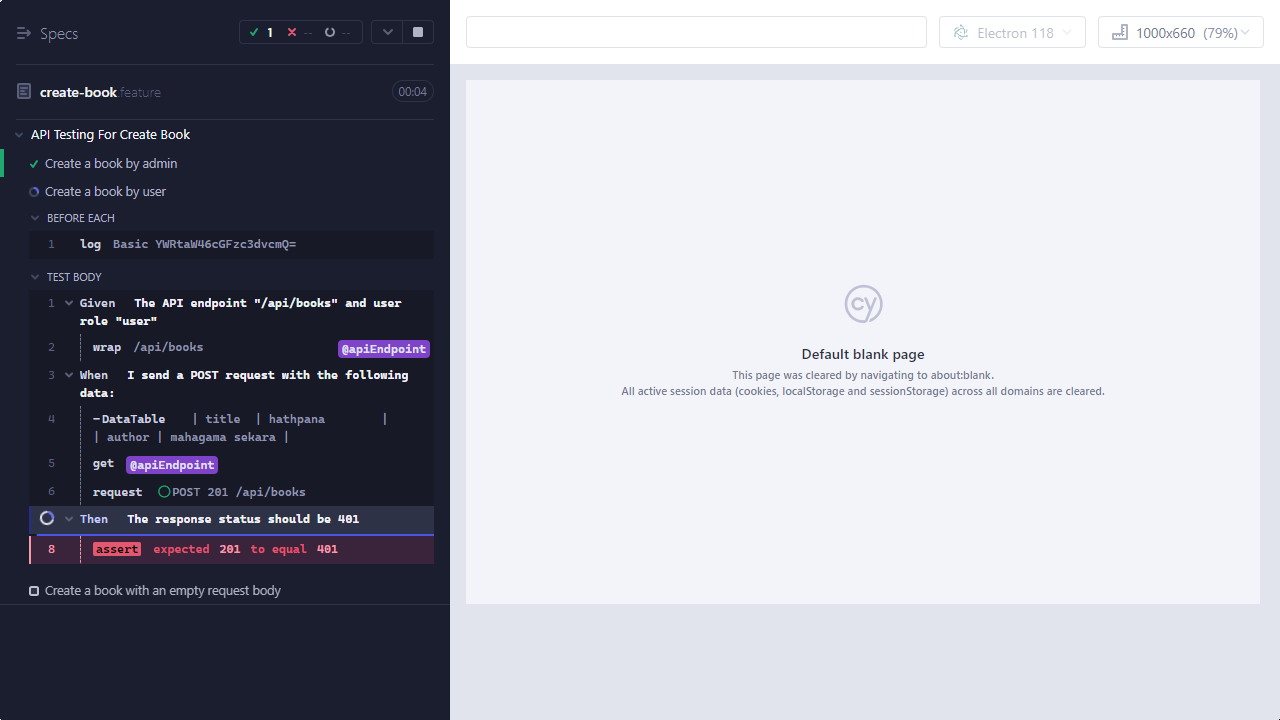 Specs
1
--
--
create-book.feature
00:04
API Testing For Create Book
Create a book by admin
Create a book by user
BEFORE EACH
1 log Basic YWRtaW46cGFzc3dvcmQ=
TEST BODY
1 Given The API endpoint "/api/books" and user
role "user"
2 wrap /api/books @apiEndpoint
3 When I send a POST request with the following
data:
4 -DataTable | title | hathpana |
| author | mahagama sekara |
5 get @apiEndpoint
6 request POST 201 /api/books
Then The response status should be 401
8 assert expected 201 to equal 401
Create a book with an empty request body
Electron 118
1000x660 (79%)
cy
Default blank page
This page was cleared by navigating to about:blank.
All active session data (cookies, localStorage and sessionStorage) across all domains are cleared.